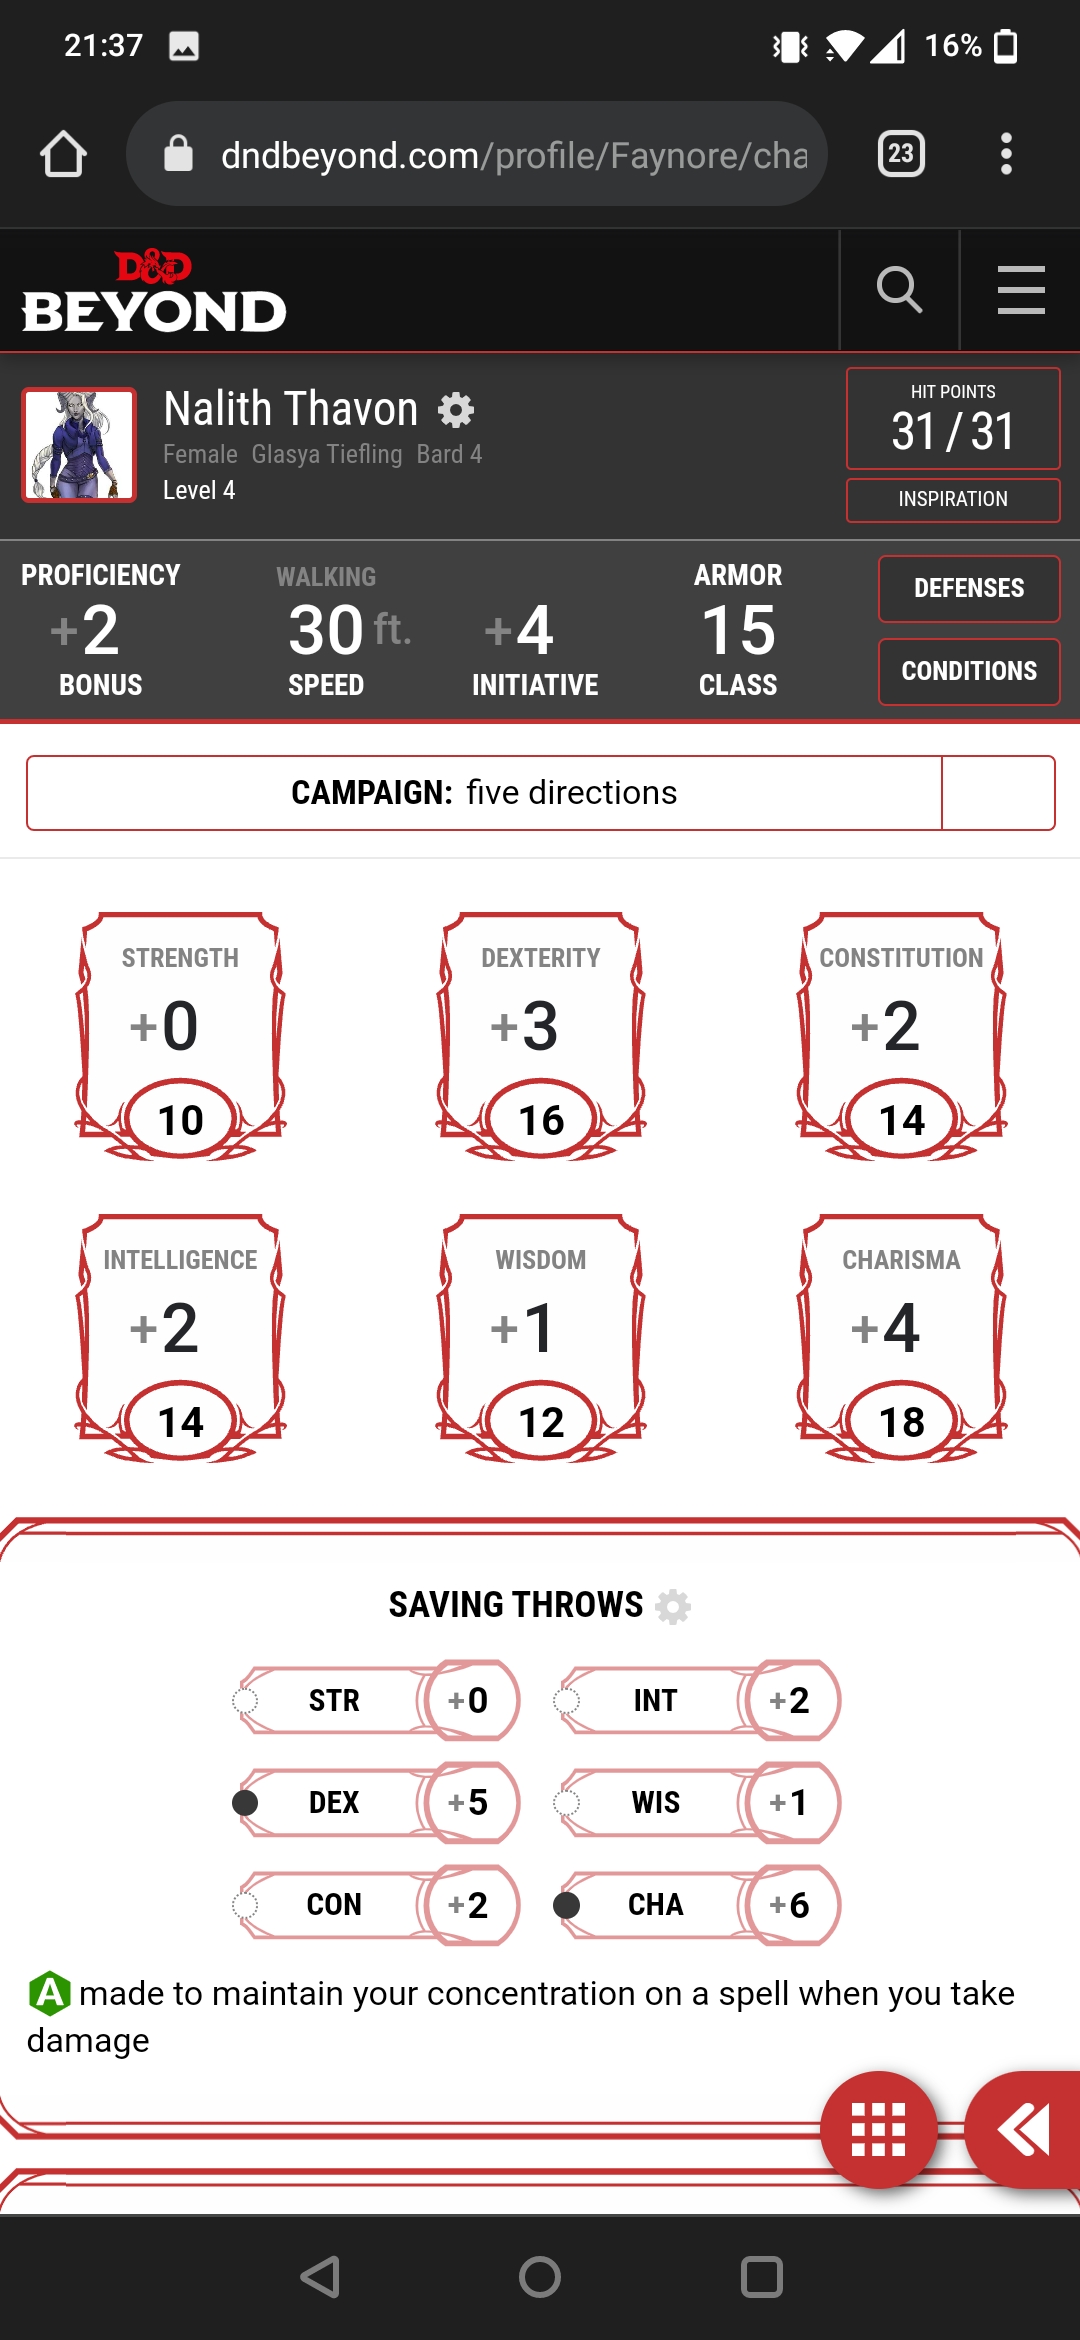 21:37
16%
dndbeyond.com/profile/Faynore/cha
23
D&D
BEYOND
Nalith Thavon
Female Glasya Tiefling Bard 4
Level 4
HIT POINTS
31/31
INSPIRATION
PROFICIENCY
+2
BONUS
WALKING
30 ft.
SPEED
+4
INITIATIVE
ARMOR
15
CLASS
DEFENSES
CONDITIONS
CAMPAIGN: five directions
STRENGTH
+0
10
DEXTERITY
+3
16
CONSTITUTION
+2
14
INTELLIGENCE
+2
14
WISDOM
+1
12
CHARISMA
+4
18
SAVING THROWS
STR +0
INT +2
DEX +5
WIS +1
CON +2
CHA +6
A made to maintain your concentration on a spell when you take
damage